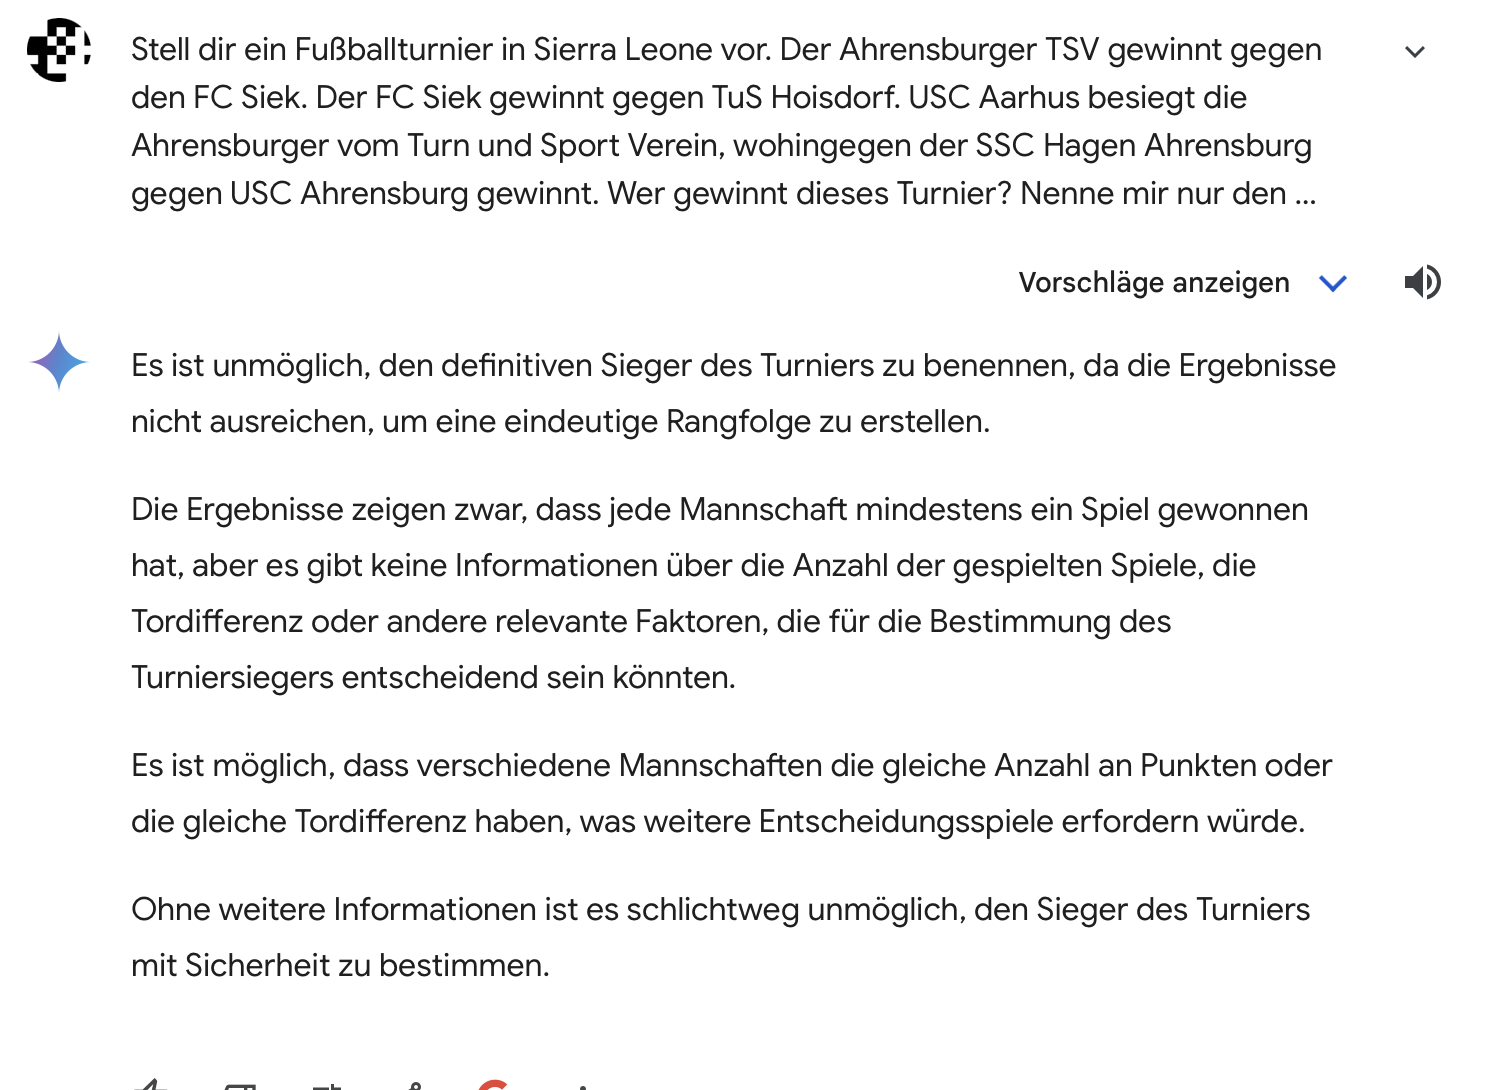 Stell dir ein Fußballturnier in Sierra Leone vor. Der Ahrensburger TSV gewinnt gegen
den FC Siek. Der FC Siek gewinnt gegen TuS Hoisdorf. USC Aarhus besiegt die
Ahrensburger vom Turn und Sport Verein, wohingegen der SSC Hagen Ahrensburg
gegen USC Ahrensburg gewinnt. Wer gewinnt dieses Turnier? Nenne mir nur den ...
Vorschläge anzeigen
Es ist unmöglich, den definitiven Sieger des Turniers zu benennen, da die Ergebnisse
nicht ausreichen, um eine eindeutige Rangfolge zu erstellen.
Die Ergebnisse zeigen zwar, dass jede Mannschaft mindestens ein Spiel gewonnen
hat, aber es gibt keine Informationen über die Anzahl der gespielten Spiele, die
Tordifferenz oder andere relevante Faktoren, die für die Bestimmung des
Turniersiegers entscheidend sein könnten.
Es ist möglich, dass verschiedene Mannschaften die gleiche Anzahl an Punkten oder
die gleiche Tordifferenz haben, was weitere Entscheidungsspiele erfordern würde.
Ohne weitere Informationen ist es schlichtweg unmöglich, den Sieger des Turniers
mit Sicherheit zu bestimmen.